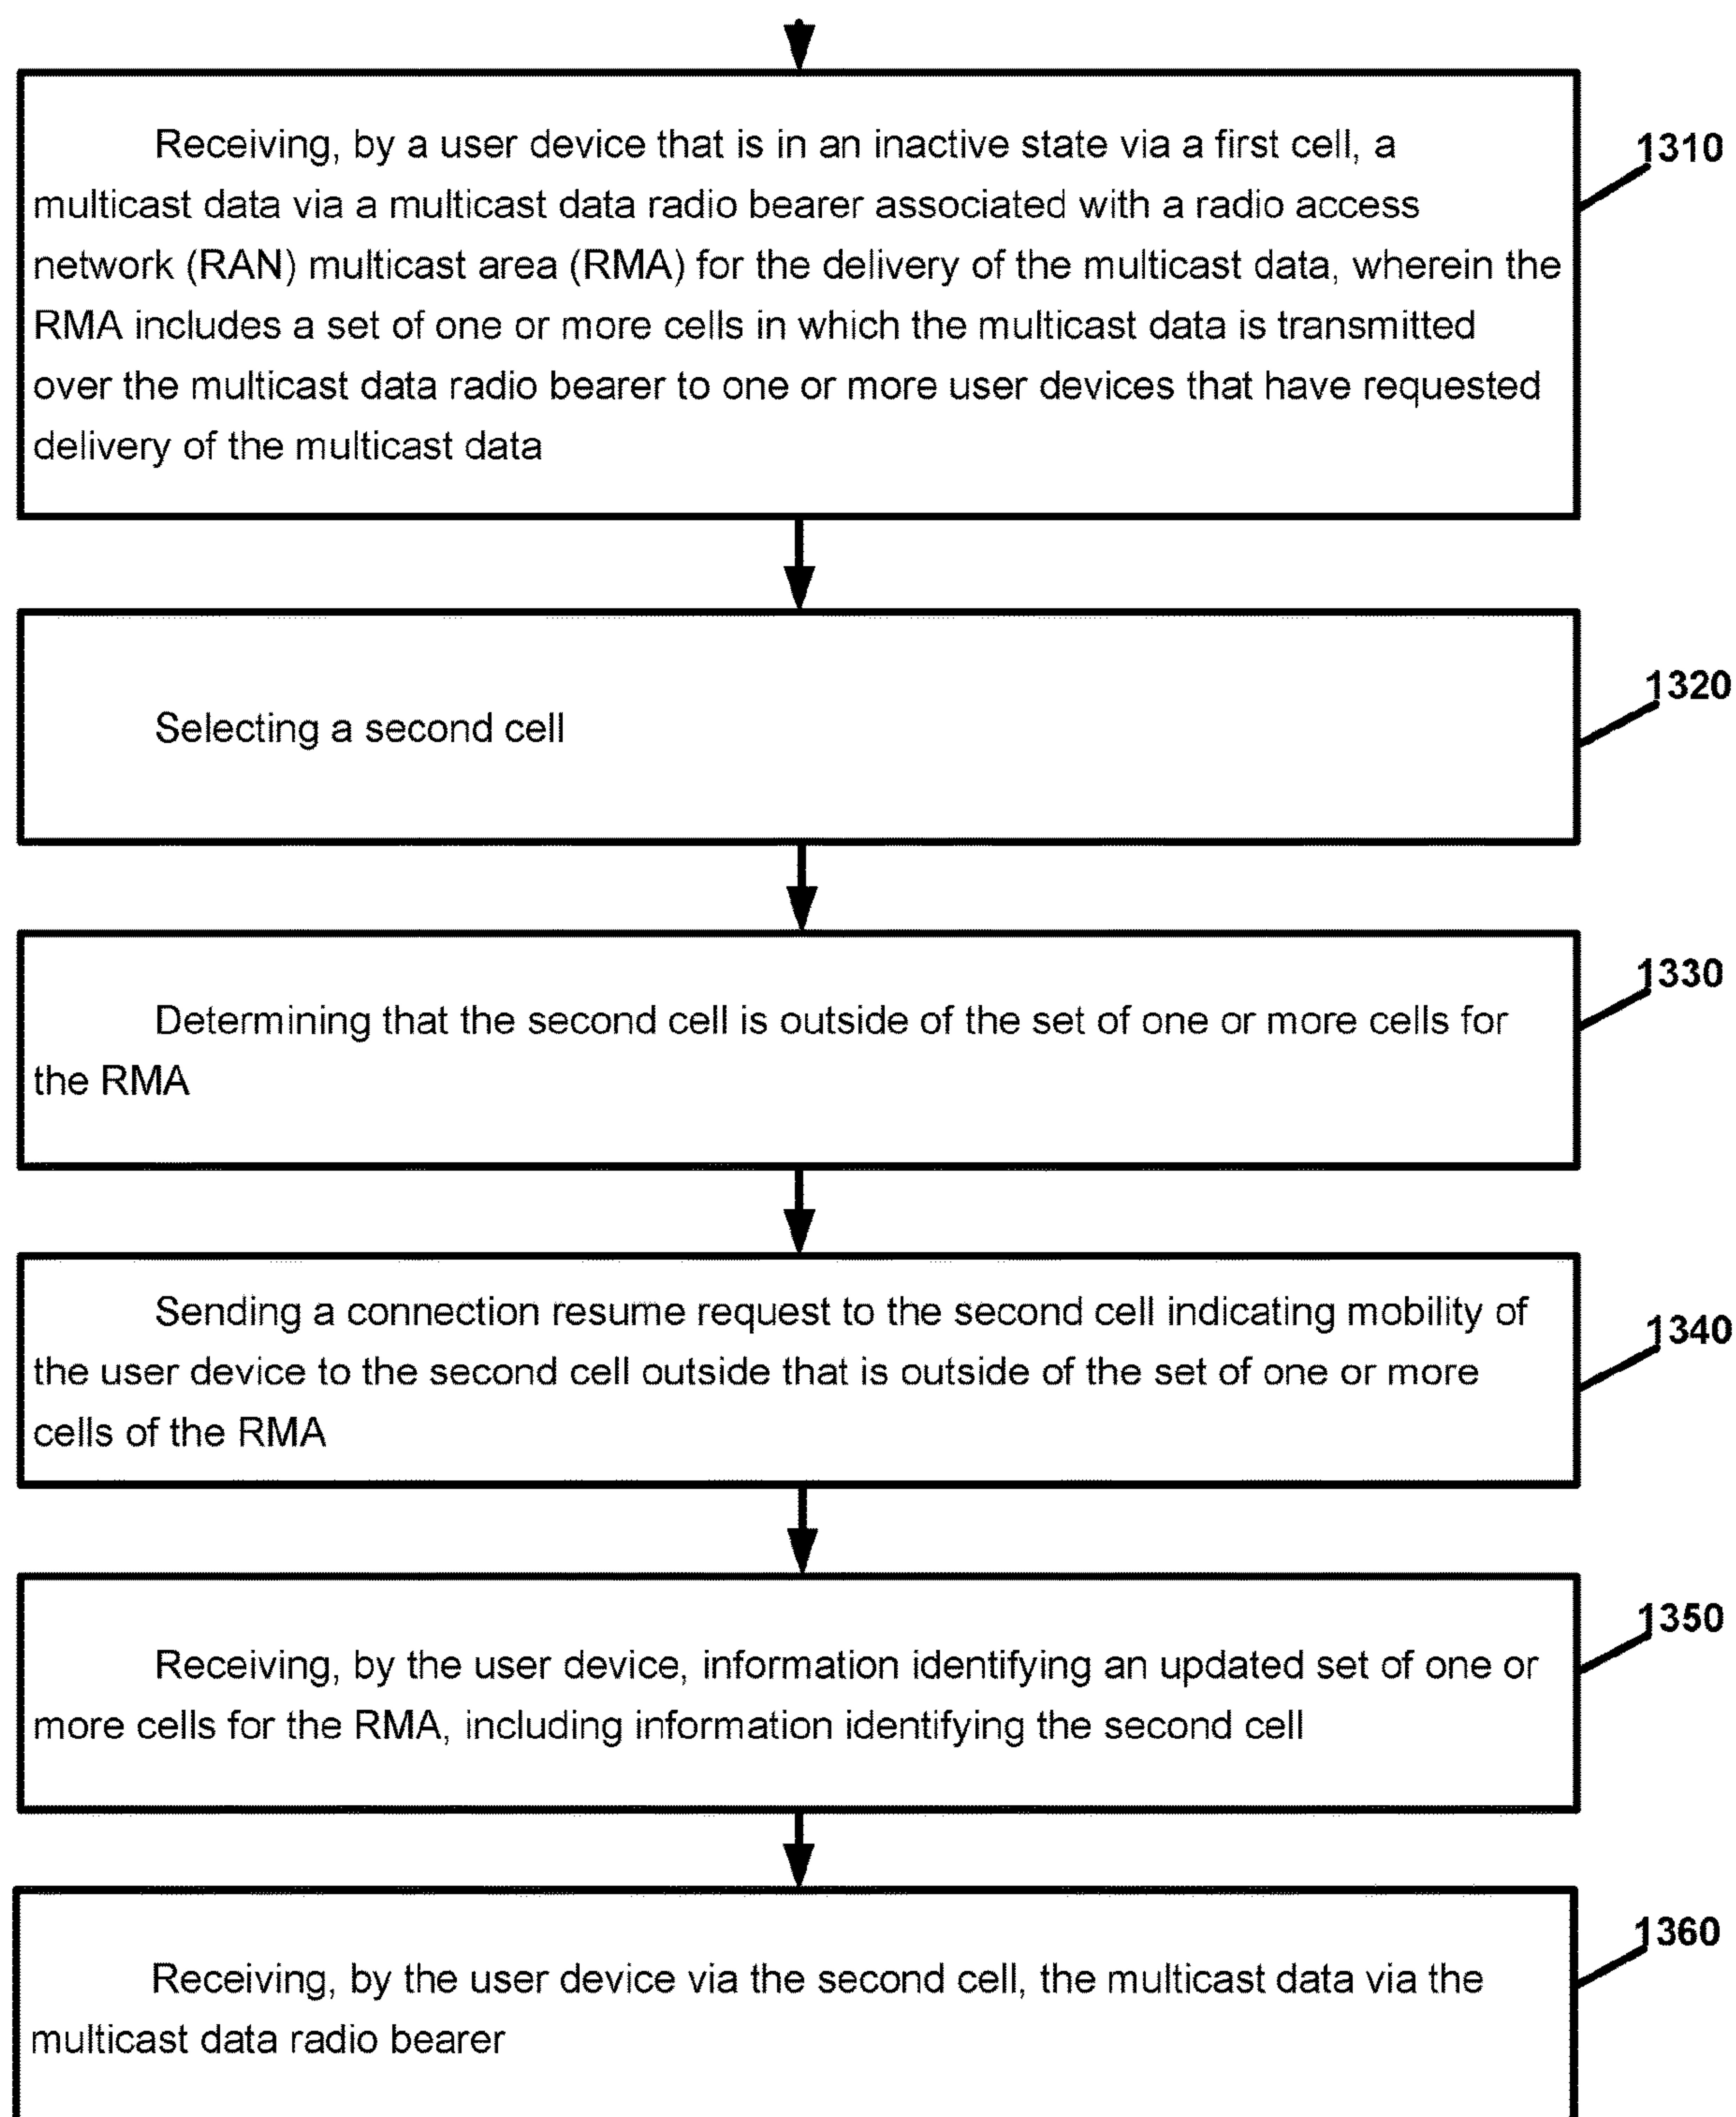 Receiving, by a user device that is in an inactive state via a first cell, a
multicast data via a multicast data radio bearer associated with a radio access
network (RAN) multicast area (RMA) for the delivery of the multicast data, wherein the
RMA includes a set of one or more cells in which the multicast data is transmitted
over the multicast data radio bearer to one or more user devices that have requested
delivery of the multicast data
1310
Selecting a second cell
1320
Determining that the second cell is outside of the set of one or more cells for
the RMA
1330
Sending a connection resume request to the second cell indicating mobility of
the user device to the second cell outside that is outside of the set of one or more
cells of the RMA
1340
Receiving, by the user device, information identifying an updated set of one or
more cells for the RMA, including information identifying the second cell
1350
Receiving, by the user device via the second cell, the multicast data via the
multicast data radio bearer
1360